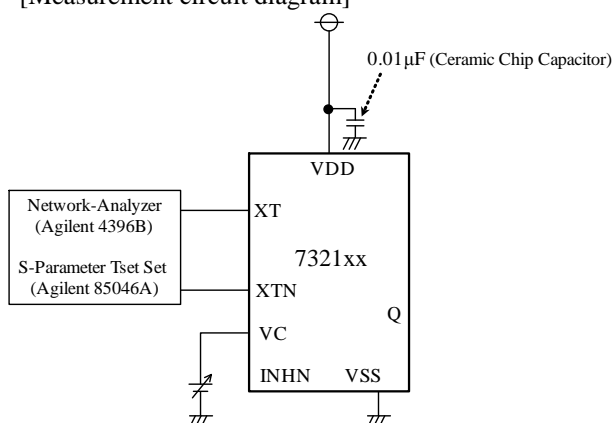 [Measurement circuit diagram]
0.01μF (Ceramic Chip Capacitor)
VDD
Network-Analyzer
(Agilent 4396B)
S-Parameter Tset Set
(Agilent 85046A)
XT
7321xx
XTN
Q
VC
INHN VSS